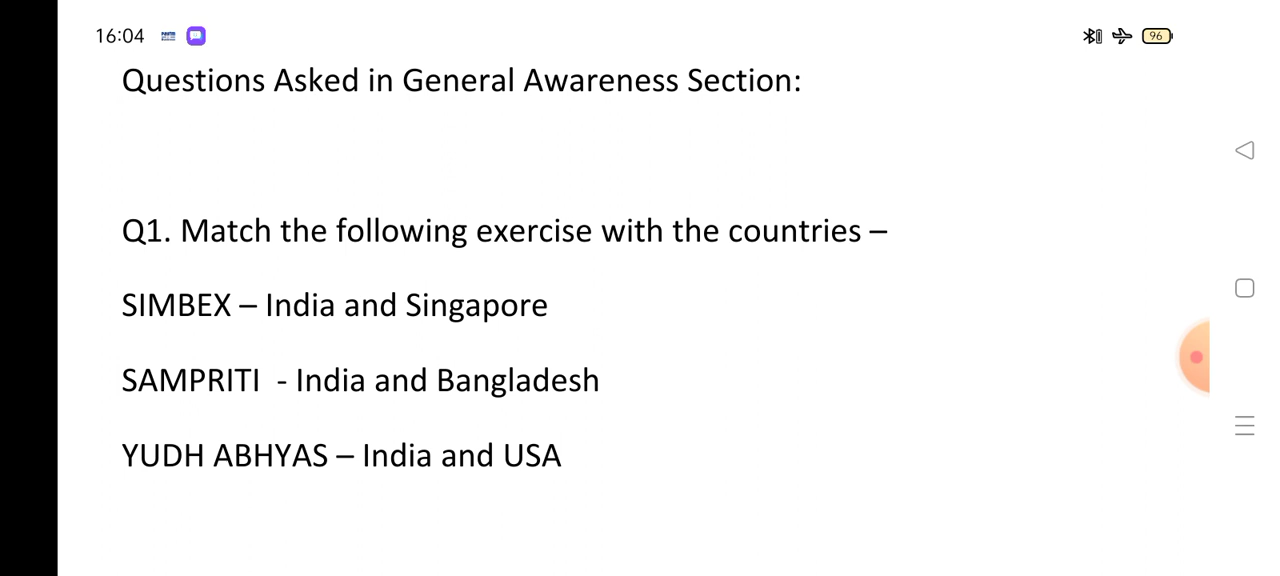 16:04
96
Questions Asked in General Awareness Section:
Q1. Match the following exercise with the countries –
SIMBEX – India and Singapore
SAMPRITI  - India and Bangladesh
YUDH ABHYAS – India and USA